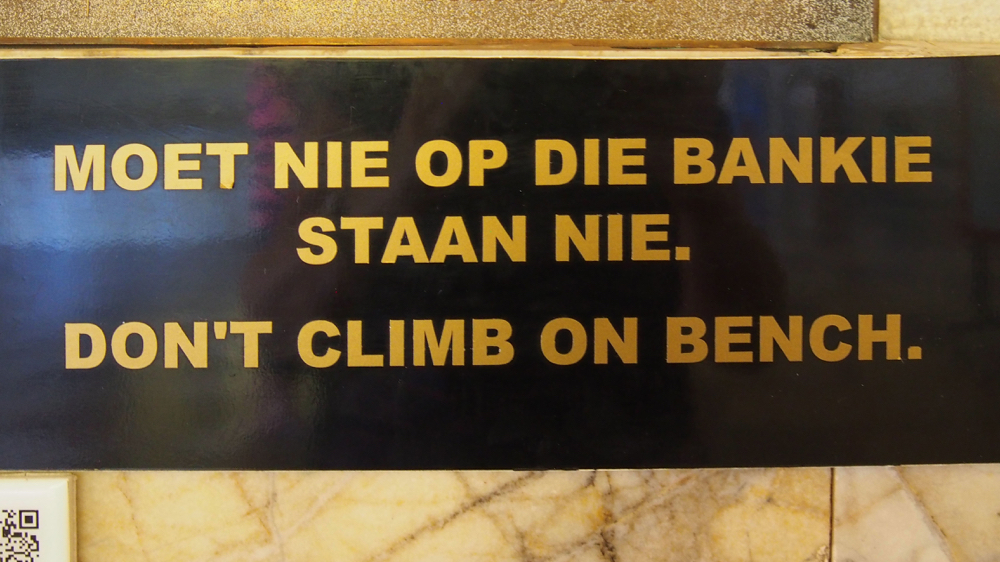 MOET NIE OP DIE BANKIE
STAAN NIE.
DON'T CLIMB ON BENCH.